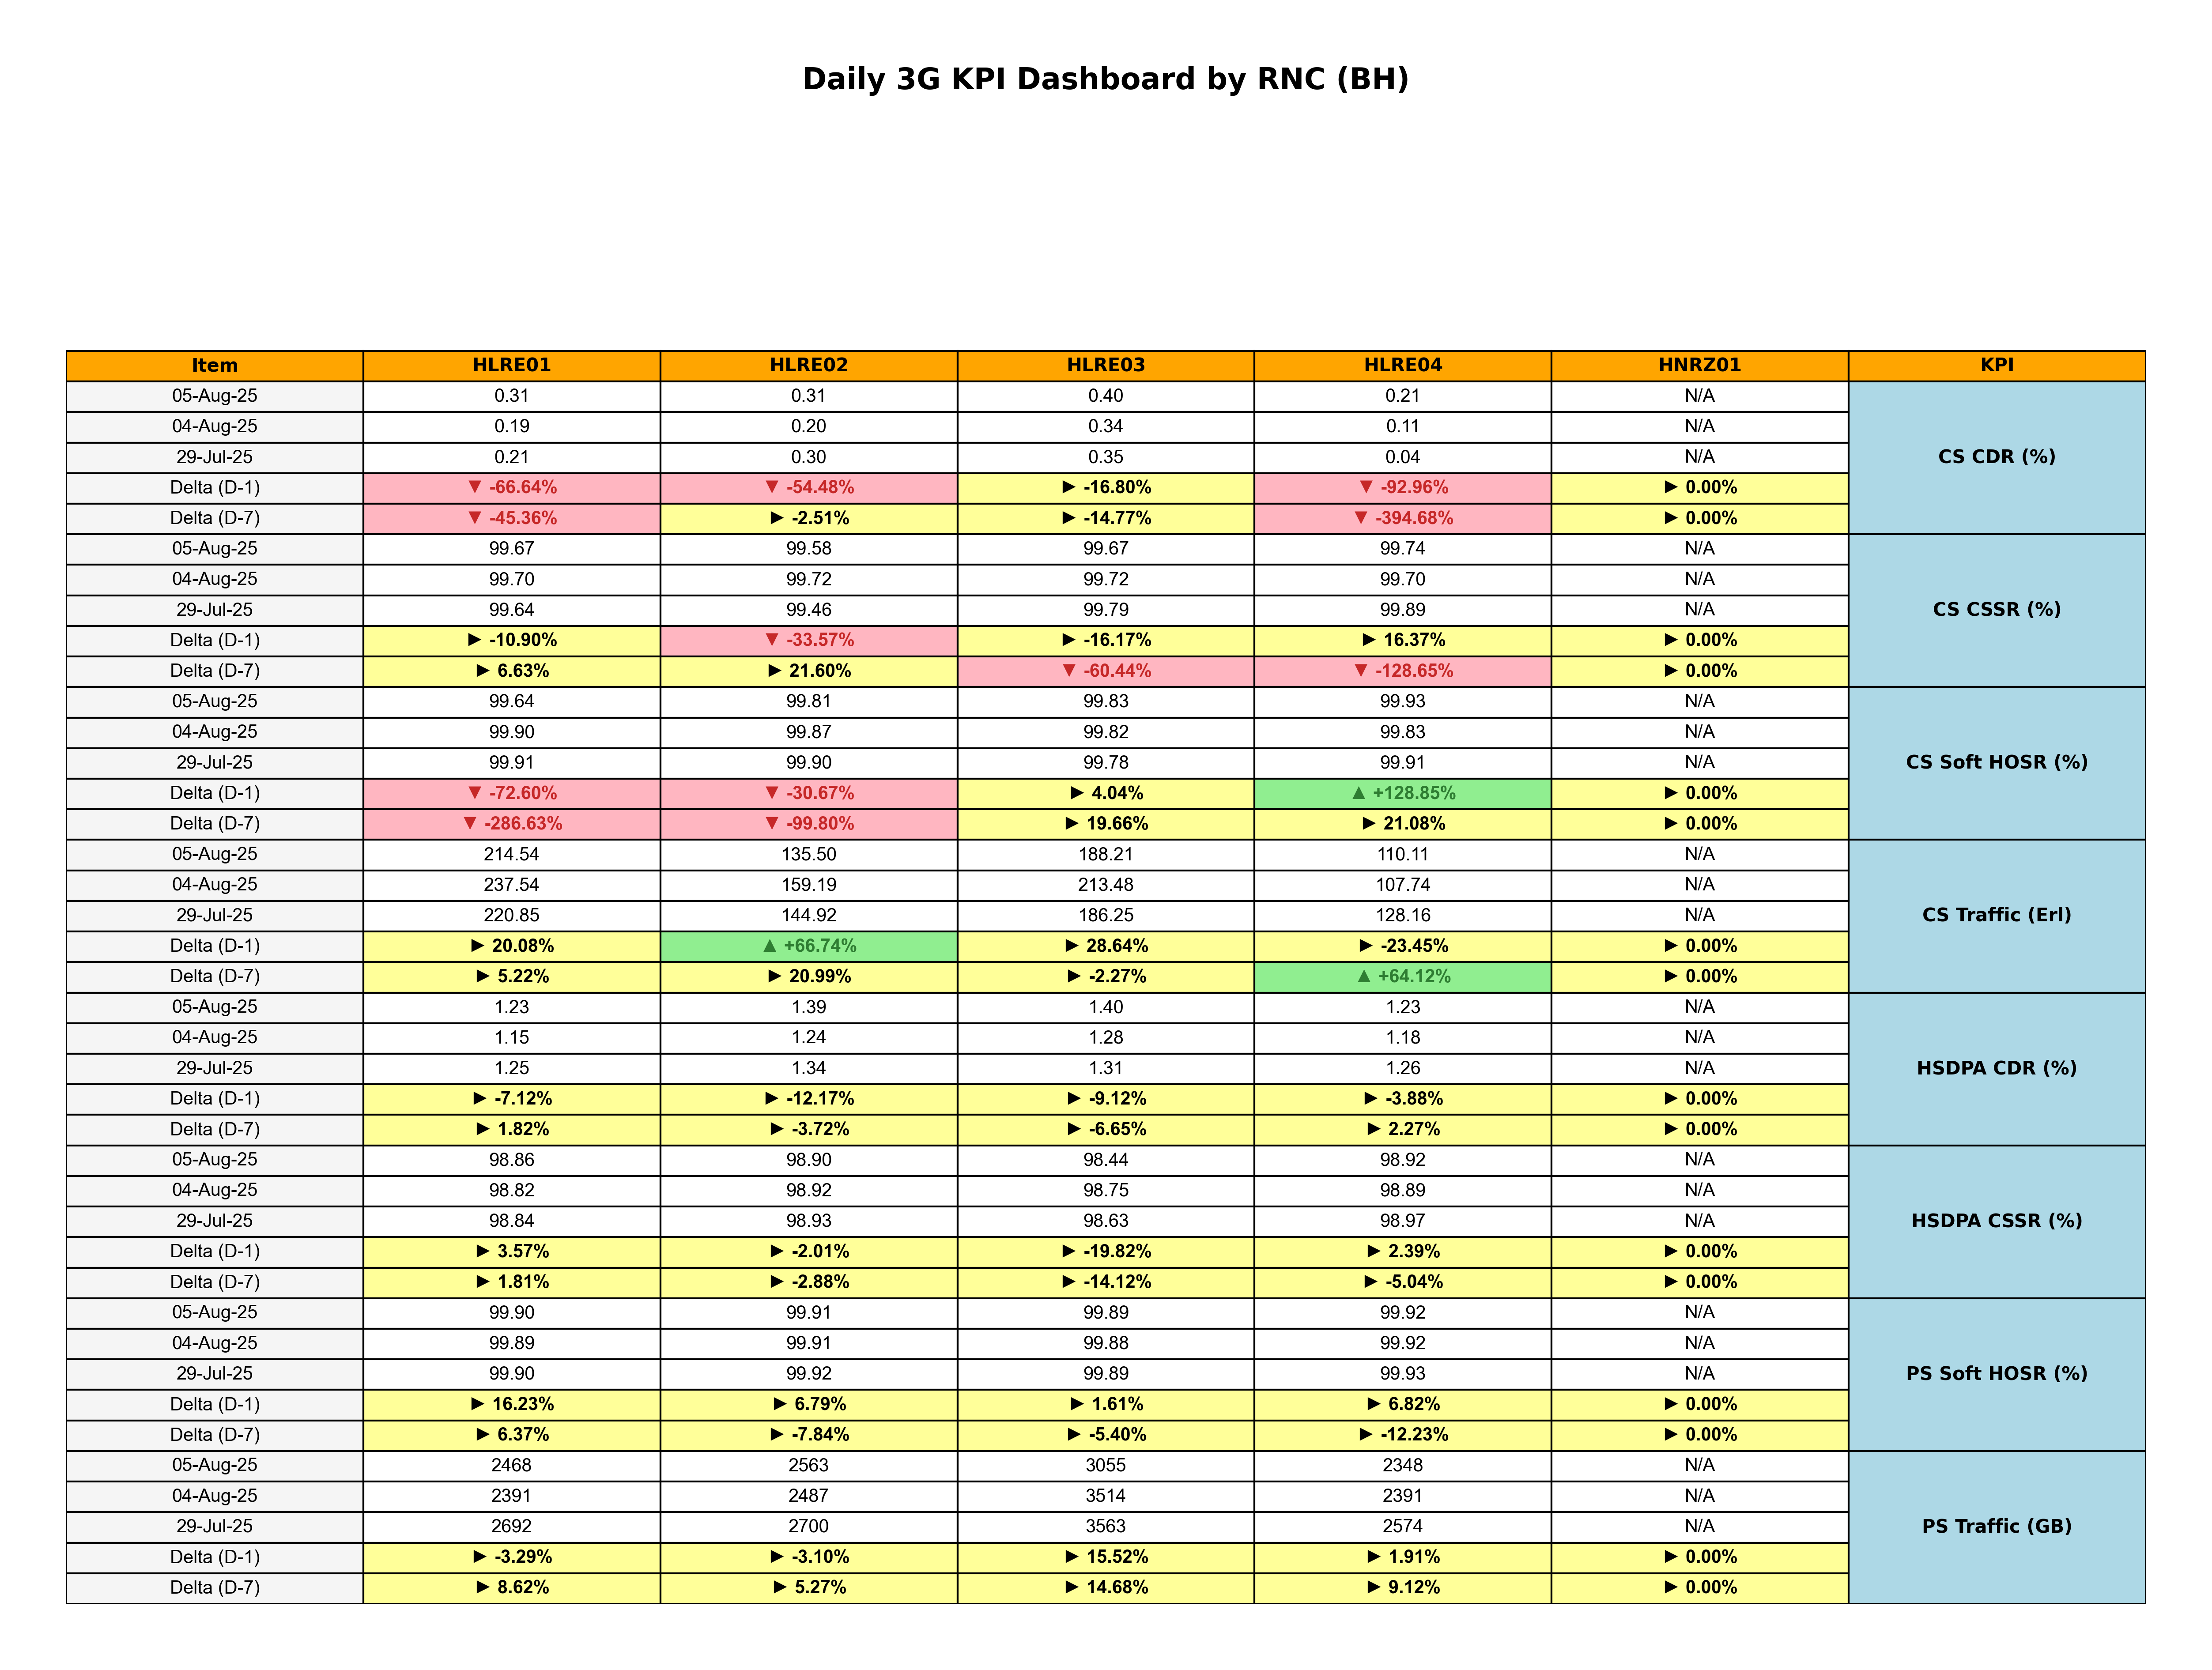 Daily 3G KPI Dashboard by RNC (BH)
Item HLRE01 HLRE02 HLRE03 HLRE04 HNRZ01 KPI
05-Aug-25 0.31 0.31 0.40 0.21 N/A
04-Aug-25 0.19 0.20 0.34 0.11 N/A
29-Jul-25 0.21 0.30 0.35 0.04 N/A CS CDR (%)
Delta (D-1) ▼ -66.64% ▼ -54.48% ► -16.80% ▼ -92.96% ► 0.00%
Delta (D-7) ▼ -45.36% ► -2.51% ► -14.77% ▼ -394.68% ► 0.00%
05-Aug-25 99.67 99.58 99.67 99.74 N/A
04-Aug-25 99.70 99.72 99.72 99.70 N/A
29-Jul-25 99.64 99.46 99.79 99.89 N/A CS CSSR (%)
Delta (D-1) ► -10.90% ▼ -33.57% ► -16.17% ► 16.37% ► 0.00%
Delta (D-7) ► 6.63% ► 21.60% ▼ -60.44% ▼ -128.65% ► 0.00%
05-Aug-25 99.64 99.81 99.83 99.93 N/A
04-Aug-25 99.90 99.87 99.82 99.83 N/A
29-Jul-25 99.91 99.90 99.78 99.91 N/A CS Soft HOSR (%)
Delta (D-1) ▼ -72.60% ▼ -30.67% ► 4.04% ▲ +128.85% ► 0.00%
Delta (D-7) ▼ -286.63% ▼ -99.80% ► 19.66% ► 21.08% ► 0.00%
05-Aug-25 214.54 135.50 188.21 110.11 N/A
04-Aug-25 237.54 159.19 213.48 107.74 N/A
29-Jul-25 220.85 144.92 186.25 128.16 N/A CS Traffic (Erl)
Delta (D-1) ► 20.08% ▲ +66.74% ► 28.64% ► -23.45% ► 0.00%
Delta (D-7) ► 5.22% ► 20.99% ► -2.27% ▲ +64.12% ► 0.00%
05-Aug-25 1.23 1.39 1.40 1.23 N/A
04-Aug-25 1.15 1.24 1.28 1.18 N/A
29-Jul-25 1.25 1.34 1.31 1.26 N/A HSDPA CDR (%)
Delta (D-1) ► -7.12% ► -12.17% ► -9.12% ► -3.88% ► 0.00%
Delta (D-7) ► 1.82% ► -3.72% ► -6.65% ► 2.27% ► 0.00%
05-Aug-25 98.86 98.90 98.44 98.92 N/A
04-Aug-25 98.82 98.92 98.75 98.89 N/A
29-Jul-25 98.84 98.93 98.63 98.97 N/A HSDPA CSSR (%)
Delta (D-1) ► 3.57% ► -2.01% ► -19.82% ► 2.39% ► 0.00%
Delta (D-7) ► 1.81% ► -2.88% ► -14.12% ► -5.04% ► 0.00%
05-Aug-25 99.90 99.91 99.89 99.92 N/A
04-Aug-25 99.89 99.91 99.88 99.92 N/A
29-Jul-25 99.90 99.92 99.89 99.93 N/A PS Soft HOSR (%)
Delta (D-1) ► 16.23% ► 6.79% ► 1.61% ► 6.82% ► 0.00%
Delta (D-7) ► 6.37% ► -7.84% ► -5.40% ► -12.23% ► 0.00%
05-Aug-25 2468 2563 3055 2348 N/A
04-Aug-25 2391 2487 3514 2391 N/A
29-Jul-25 2692 2700 3563 2574 N/A PS Traffic (GB)
Delta (D-1) ► -3.29% ► -3.10% ► 15.52% ► 1.91% ► 0.00%
Delta (D-7) ► 8.62% ► 5.27% ► 14.68% ► 9.12% ► 0.00%